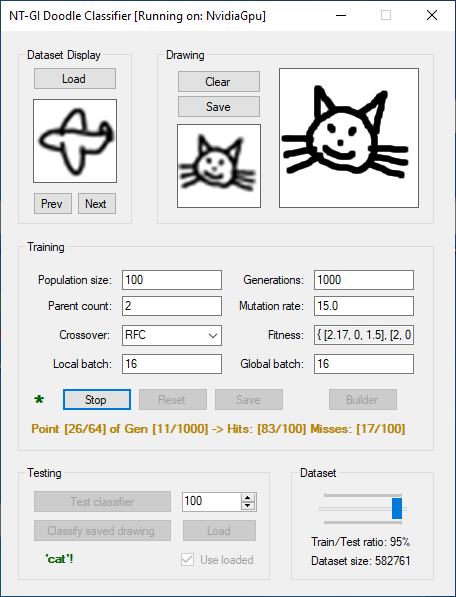 NT-GI Doodle Classifier [Running on: NvidiaGpu]
Dataset Display
Load
Prev
Next
Drawing
Clear
Save
Training
Population size: 100
Generations: 1000
Parent count: 2
Mutation rate: 15.0
Crossover: RFC
Fitness: { [2.17, 0, 1.5], [2, 0
Local batch: 16
Global batch: 16
* Stop Reset Save Builder
Point [26/64] of Gen [11/1000] -> Hits: [83/100] Misses: [17/100]
Testing
Test classifier 100
Classify saved drawing Load
'cat'! Use loaded
Dataset
Train/Test ratio: 95%
Dataset size: 582761